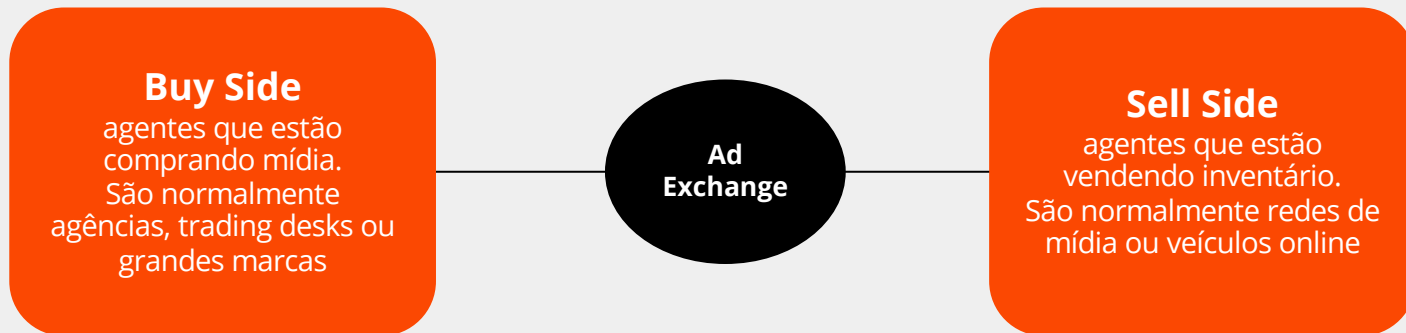 Buy Side
agentes que estão
comprando mídia.
São normalmente
agências, trading desks ou
grandes marcas
Ad
Exchange
Sell Side
agentes que estão
vendendo inventário.
São normalmente redes de
mídia ou veículos online